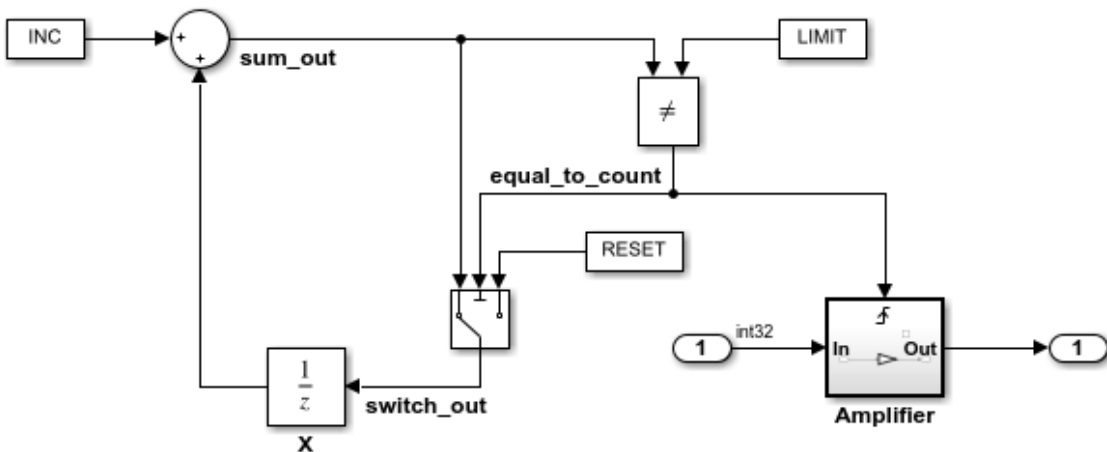 INC
+
+
sum_out
LIMIT
≠
equal_to_count
RESET
1
int32
In
Out
1
Amplifier
1
z
switch_out
X